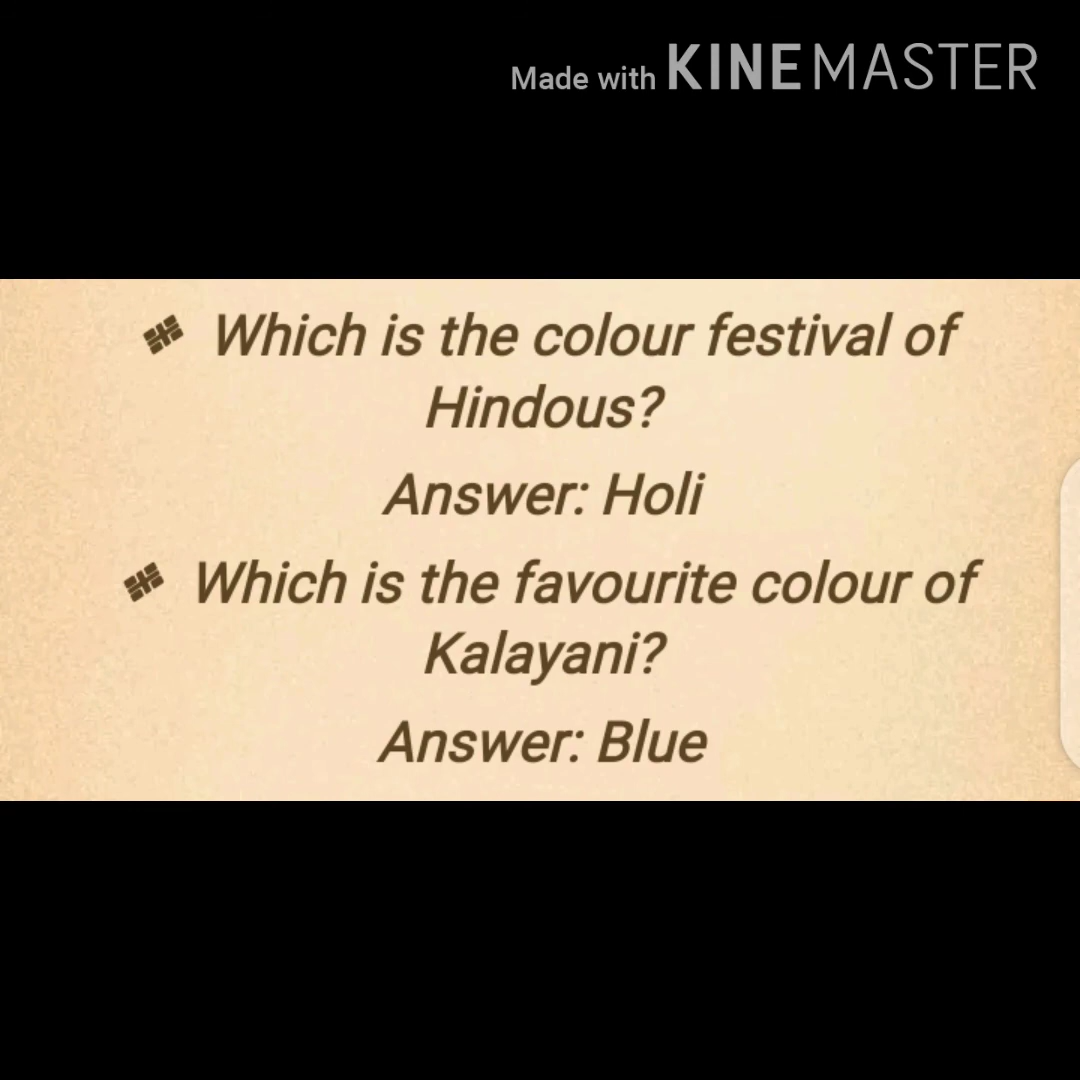 Made with KINEMASTER
Which is the colour festival of
Hindous?
Answer: Holi
Which is the favourite colour of
Kalayani?
Answer: Blue